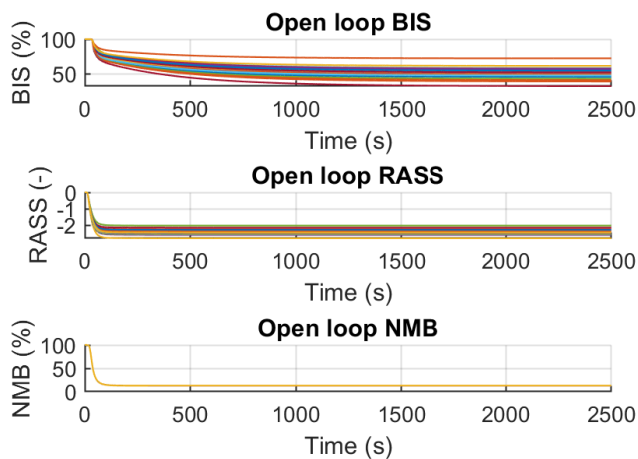 Open loop BIS
BIS (%)
100
50
0 500 1000 1500 2000 2500
Time (s)
Open loop RASS
RASS (-)
0
-1
-2
0 500 1000 1500 2000 2500
Time (s)
Open loop NMB
NMB (%)
100
50
0
0 500 1000 1500 2000 2500
Time (s)